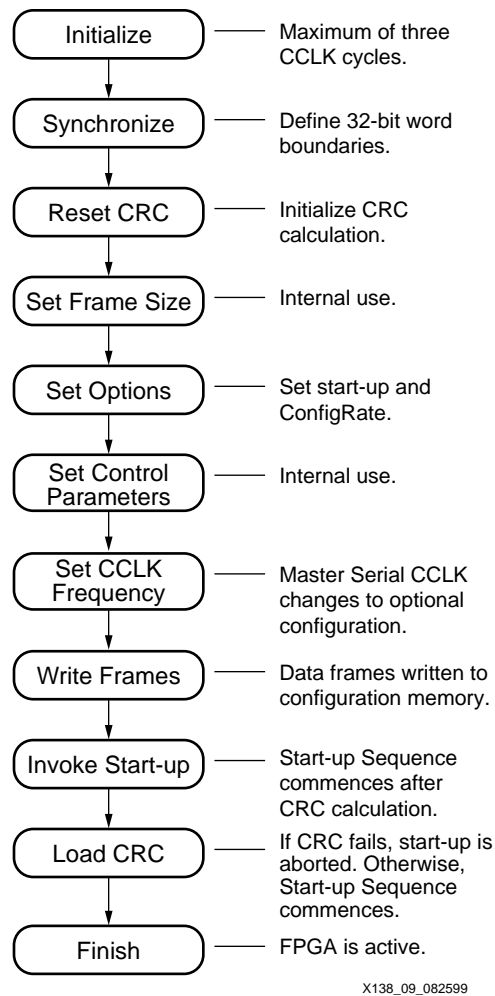 Initialize
Maximum of three
CCLK cycles.
Synchronize
Define 32-bit word
boundaries.
Reset CRC
Initialize CRC
calculation.
Set Frame Size
Internal use.
Set Options
Set start-up and
ConfigRate.
Set Control
Parameters
Internal use.
Set CCLK
Frequency
Master Serial CCLK
changes to optional
configuration.
Write Frames
Data frames written to
configuration memory.
Invoke Start-up
Start-up Sequence
commences after
CRC calculation.
Load CRC
If CRC fails, start-up is
aborted. Otherwise,
Start-up Sequence
commences.
Finish
FPGA is active.
X138_09_082599